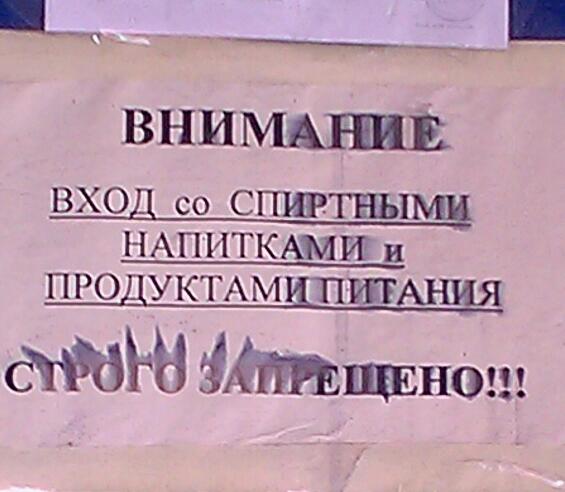 ВНИМАНИЕ
ВХОД со СПИРТНЫМИ
НАПИТКАМИ и
ПРОДУКТАМИ ПИТАНИЯ
СТРОГО ЗАПРЕЩЕНО!!!